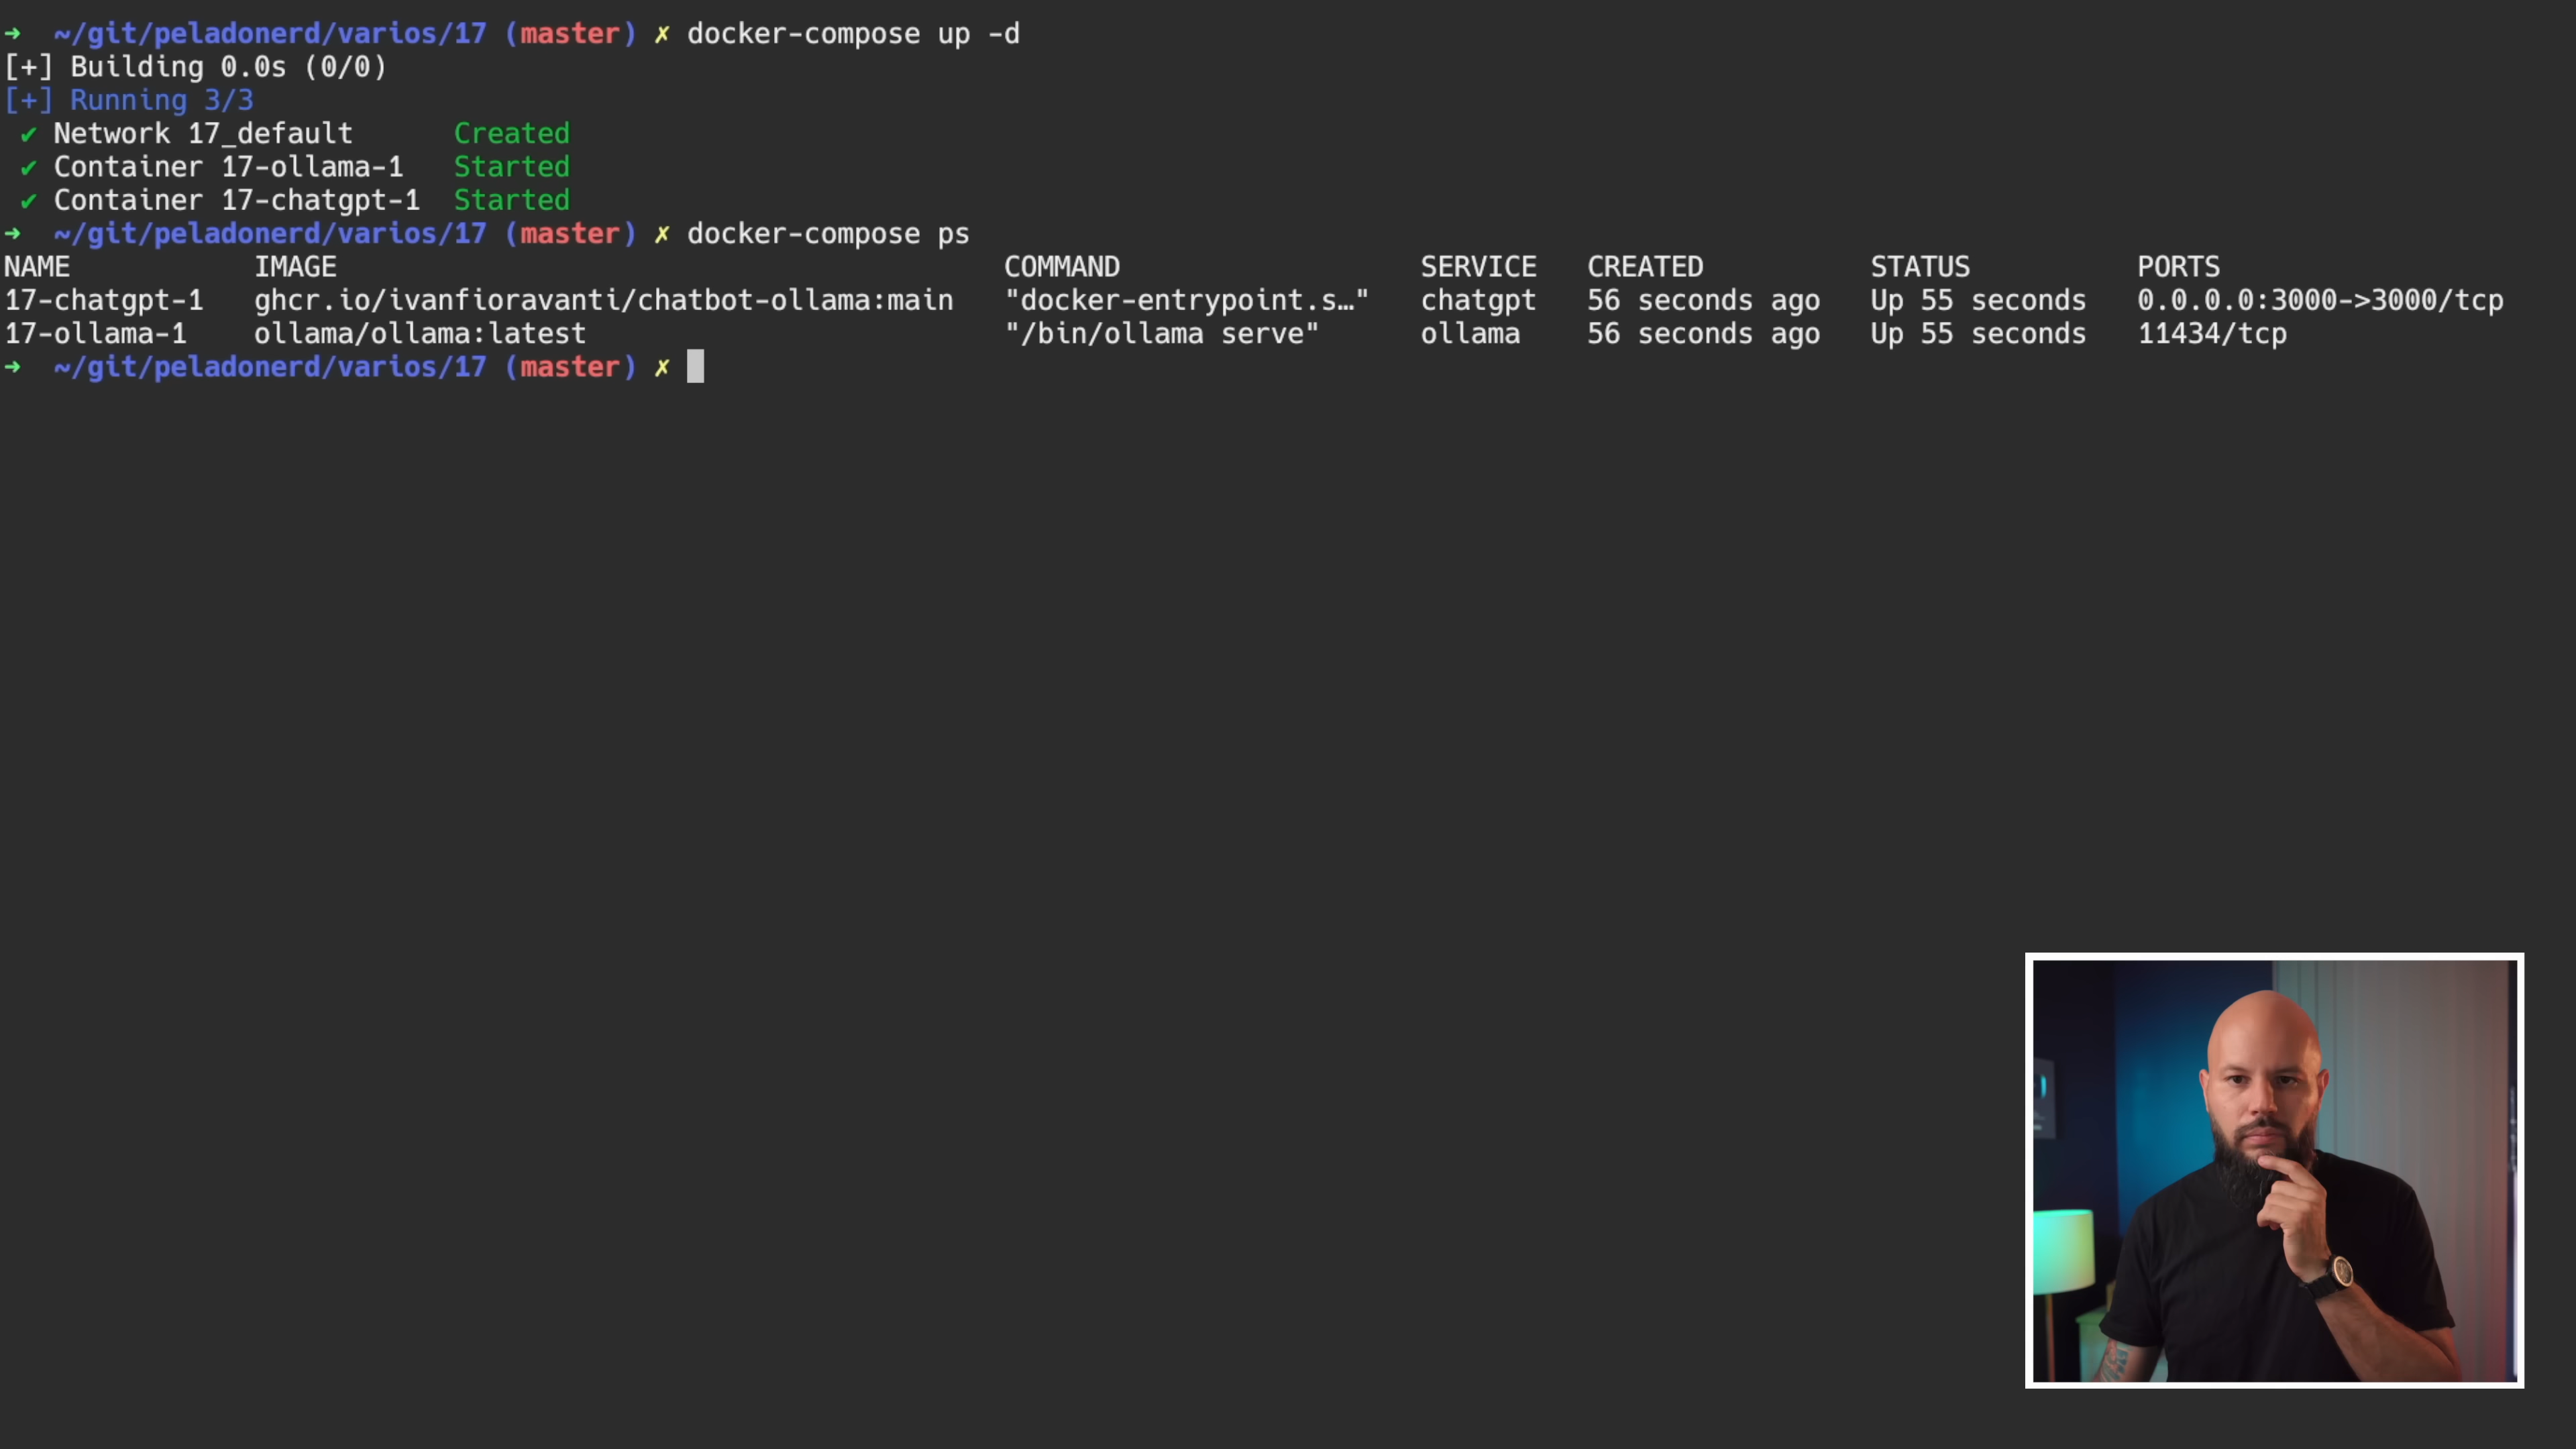 ➜  ~/git/peladonerd/varios/17 (master) ✗ docker-compose up -d
[+] Building 0.0s (0/0)
[+] Running 3/3
 ✔ Network 17_default      Created
 ✔ Container 17-ollama-1   Started
 ✔ Container 17-chatgpt-1  Started
➜  ~/git/peladonerd/varios/17 (master) ✗ docker-compose ps
NAME           IMAGE                                        COMMAND                  SERVICE   CREATED          STATUS          PORTS
17-chatgpt-1   ghcr.io/ivanfioravanti/chatbot-ollama:main   "docker-entrypoint.s…"   chatgpt   56 seconds ago   Up 55 seconds   0.0.0.0:3000->3000/tcp
17-ollama-1    ollama/ollama:latest                         "/bin/ollama serve"      ollama    56 seconds ago   Up 55 seconds   11434/tcp
➜  ~/git/peladonerd/varios/17 (master) ✗